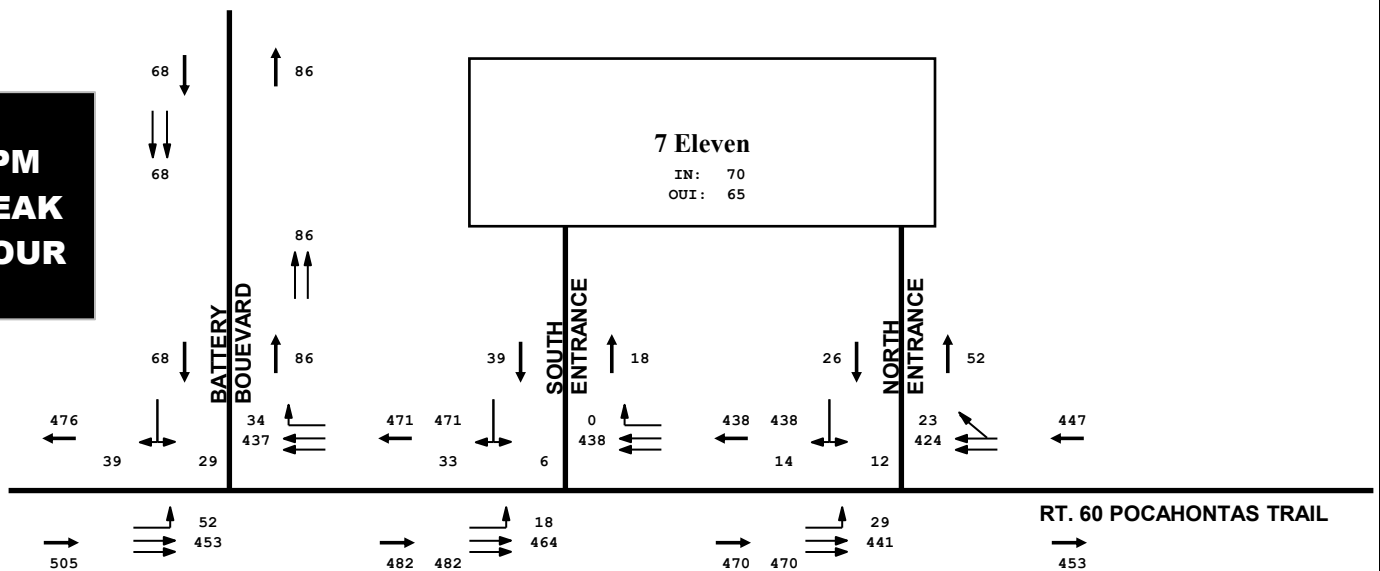 68 86
PM
EAK
OUR
68
7 Eleven
IN: 70
OUI: 65
86
BATTERY
BOUEVARD
SOUTH
ENTRANCE
NORTH
ENTRANCE
68 86 39 18 26 52
476 34 471 471 0 438 438 23 447
437 438 424
39 29 33 6 14 12
RT. 60 POCAHONTAS TRAIL
52 18 29
453 464 441
505 482 482 470 470 453